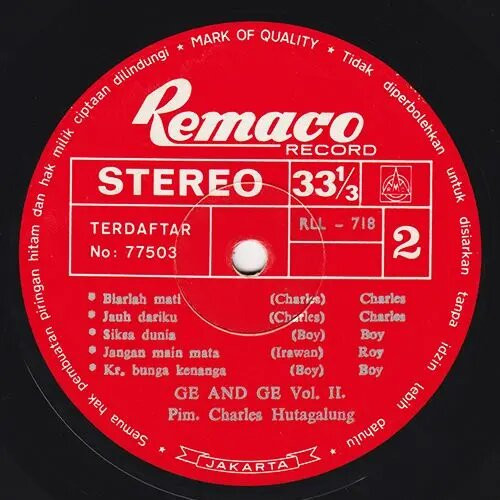 ★ MARK OF QUALITY ★
Semua hak pembuatan piringan hitam dan hak milik ciptaan dilindungi
Tidak diperbolehkan untuk disiarkan tanpa idzin lebih dahulu
Remaco
RECORD
STEREO 33⅓
TERDAFTAR
No: 77503
RLL - 718
2
* Biarlah mati (Charles) Charles
* Jauh dariku (Charles) Charles
* Siksa dunia (Boy) Boy
* Jangan main mata (Irawan) Roy
* Kr. bunga kenanga (Boy) Boy
GE AND GE Vol. II.
Pim. Charles Hutagalung
★ JAKARTA ★